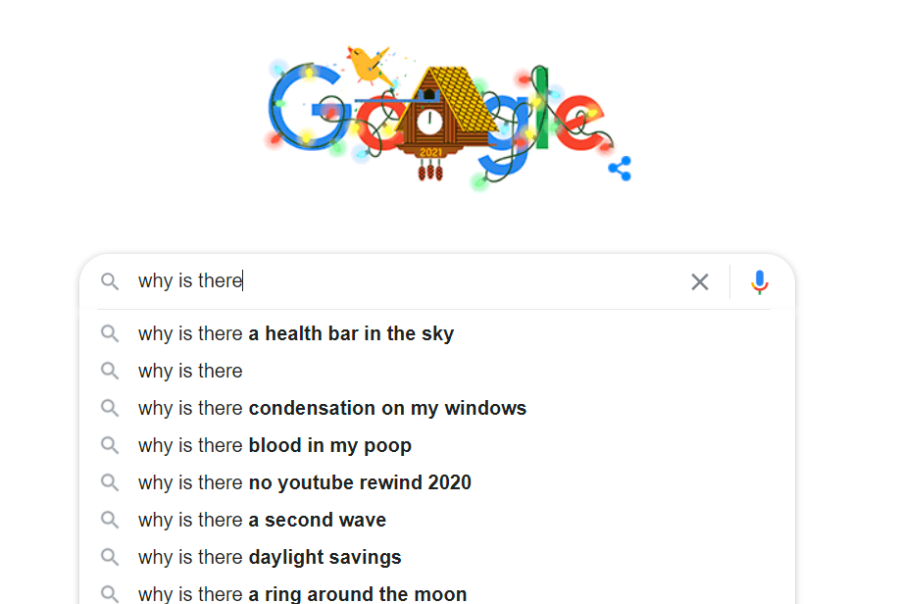 Google
2021
why is there
why is there a health bar in the sky
why is there
why is there condensation on my windows
why is there blood in my poop
why is there no youtube rewind 2020
why is there a second wave
why is there daylight savings
why is there a ring around the moon